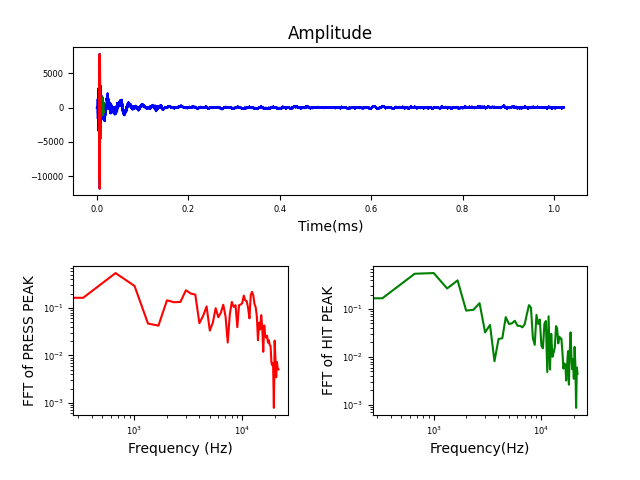 Amplitude
5000
0
−5000
−10000
0.0 0.2 0.4 0.6 0.8 1.0
Time(ms)
FFT of PRESS PEAK
10⁻¹
10⁻²
10⁻³
10³ 10⁴
Frequency (Hz)
FFT of HIT PEAK
10⁻¹
10⁻²
10⁻³
10³ 10⁴
Frequency(Hz)